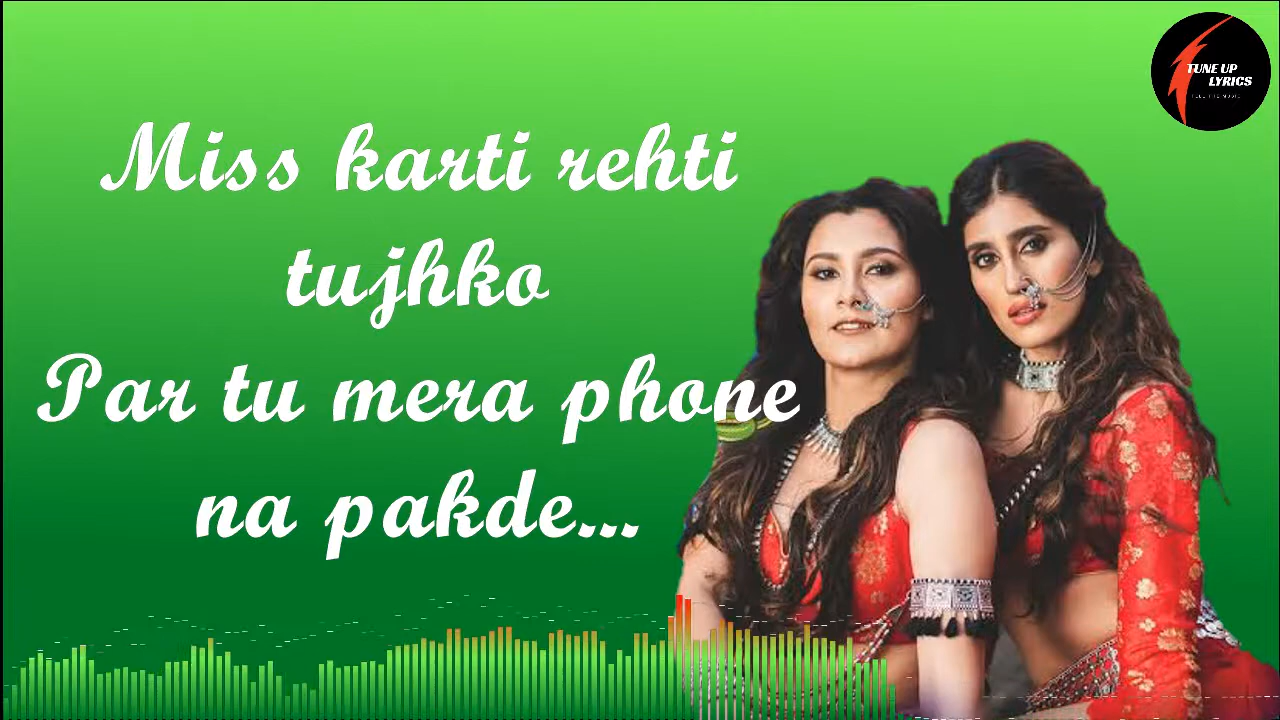 Miss karti rehti
tujhko
Par tu mera phone
na pakde...
TUNE UP
LYRICS